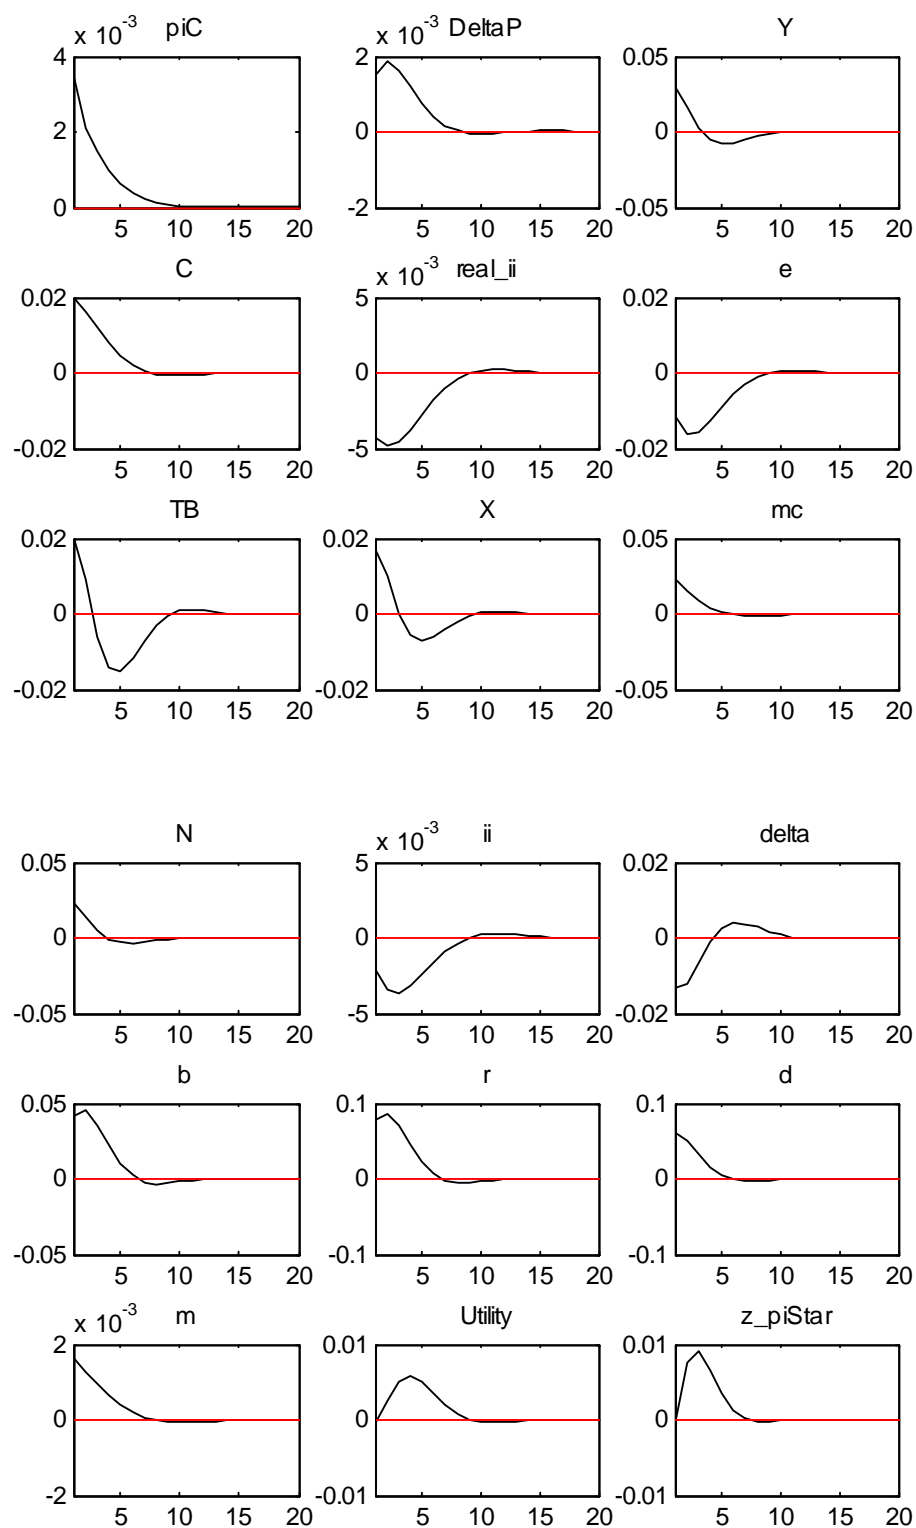 x 10-3 piC x 10-3 DeltaP Y
4 2 0.05
2 0 0
0 -2 -0.05
5 10 15 20 5 10 15 20 5 10 15 20
C x 10-3 real_ii e
0.02 5 0.02
0 0 0
-0.02 -5 -0.02
5 10 15 20 5 10 15 20 5 10 15 20
TB X mc
0.02 0.02 0.05
0 0 0
-0.02 -0.02 -0.05
5 10 15 20 5 10 15 20 5 10 15 20
N x 10-3 ii delta
0.05 5 0.02
0 0 0
-0.05 -5 -0.02
5 10 15 20 5 10 15 20 5 10 15 20
b r d
0.05 0.1 0.1
0 0 0
-0.05 -0.1 -0.1
5 10 15 20 5 10 15 20 5 10 15 20
x 10-3 m Utility z_piStar
2 0.01 0.01
0 0 0
-2 -0.01 -0.01
5 10 15 20 5 10 15 20 5 10 15 20